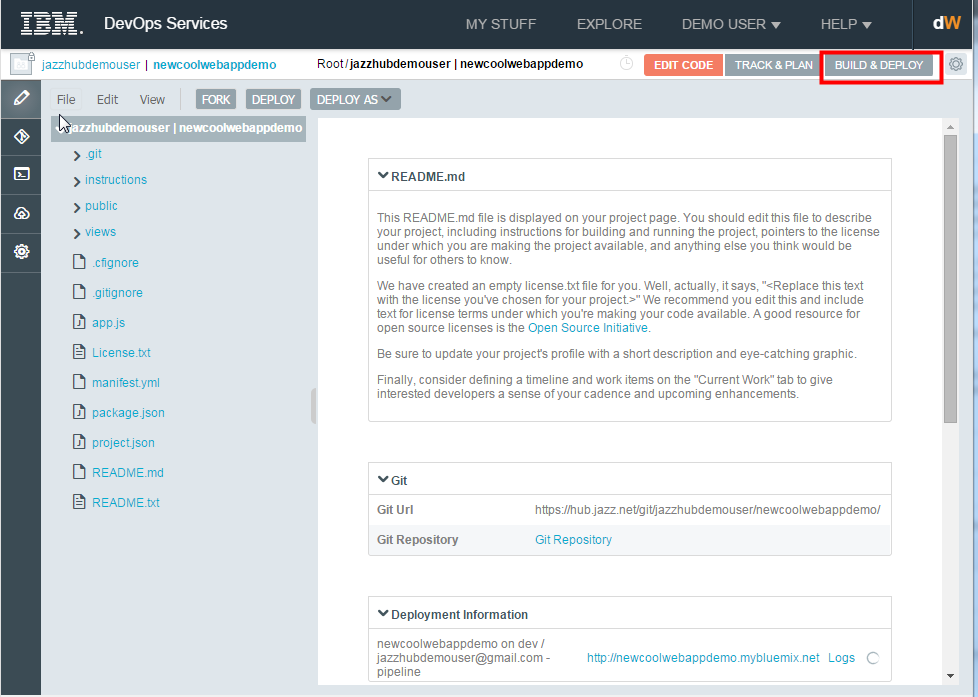 IBM. DevOps Services MY STUFF EXPLORE DEMO USER HELP dW
jazzhubdemouser | newcoolwebappdemo Root/jazzhubdemouser | newcoolwebappdemo EDIT CODE TRACK & PLAN BUILD & DEPLOY
File Edit View FORK DEPLOY DEPLOY AS
jazzhubdemouser | newcoolwebappdemo
.git
instructions
public
views
.cfignore
.gitignore
app.js
License.txt
manifest.yml
package.json
project.json
README.md
README.txt
README.md
This README.md file is displayed on your project page. You should edit this file to describe
your project, including instructions for building and running the project, pointers to the license
under which you are making the project available, and anything else you think would be
useful for others to know.
We have created an empty license.txt file for you. Well, actually, it says, "<Replace this text
with the license you've chosen for your project.>" We recommend you edit this and include
text for license terms under which you're making your code available. A good resource for
open source licenses is the Open Source Initiative.
Be sure to update your project's profile with a short description and eye-catching graphic.
Finally, consider defining a timeline and work items on the "Current Work" tab to give
interested developers a sense of your cadence and upcoming enhancements.
Git
Git Url https://hub.jazz.net/git/jazzhubdemouser/newcoolwebappdemo/
Git Repository Git Repository
Deployment Information
newcoolwebappdemo on dev /
jazzhubdemouser@gmail.com - http://newcoolwebappdemo.mybluemix.net Logs
pipeline